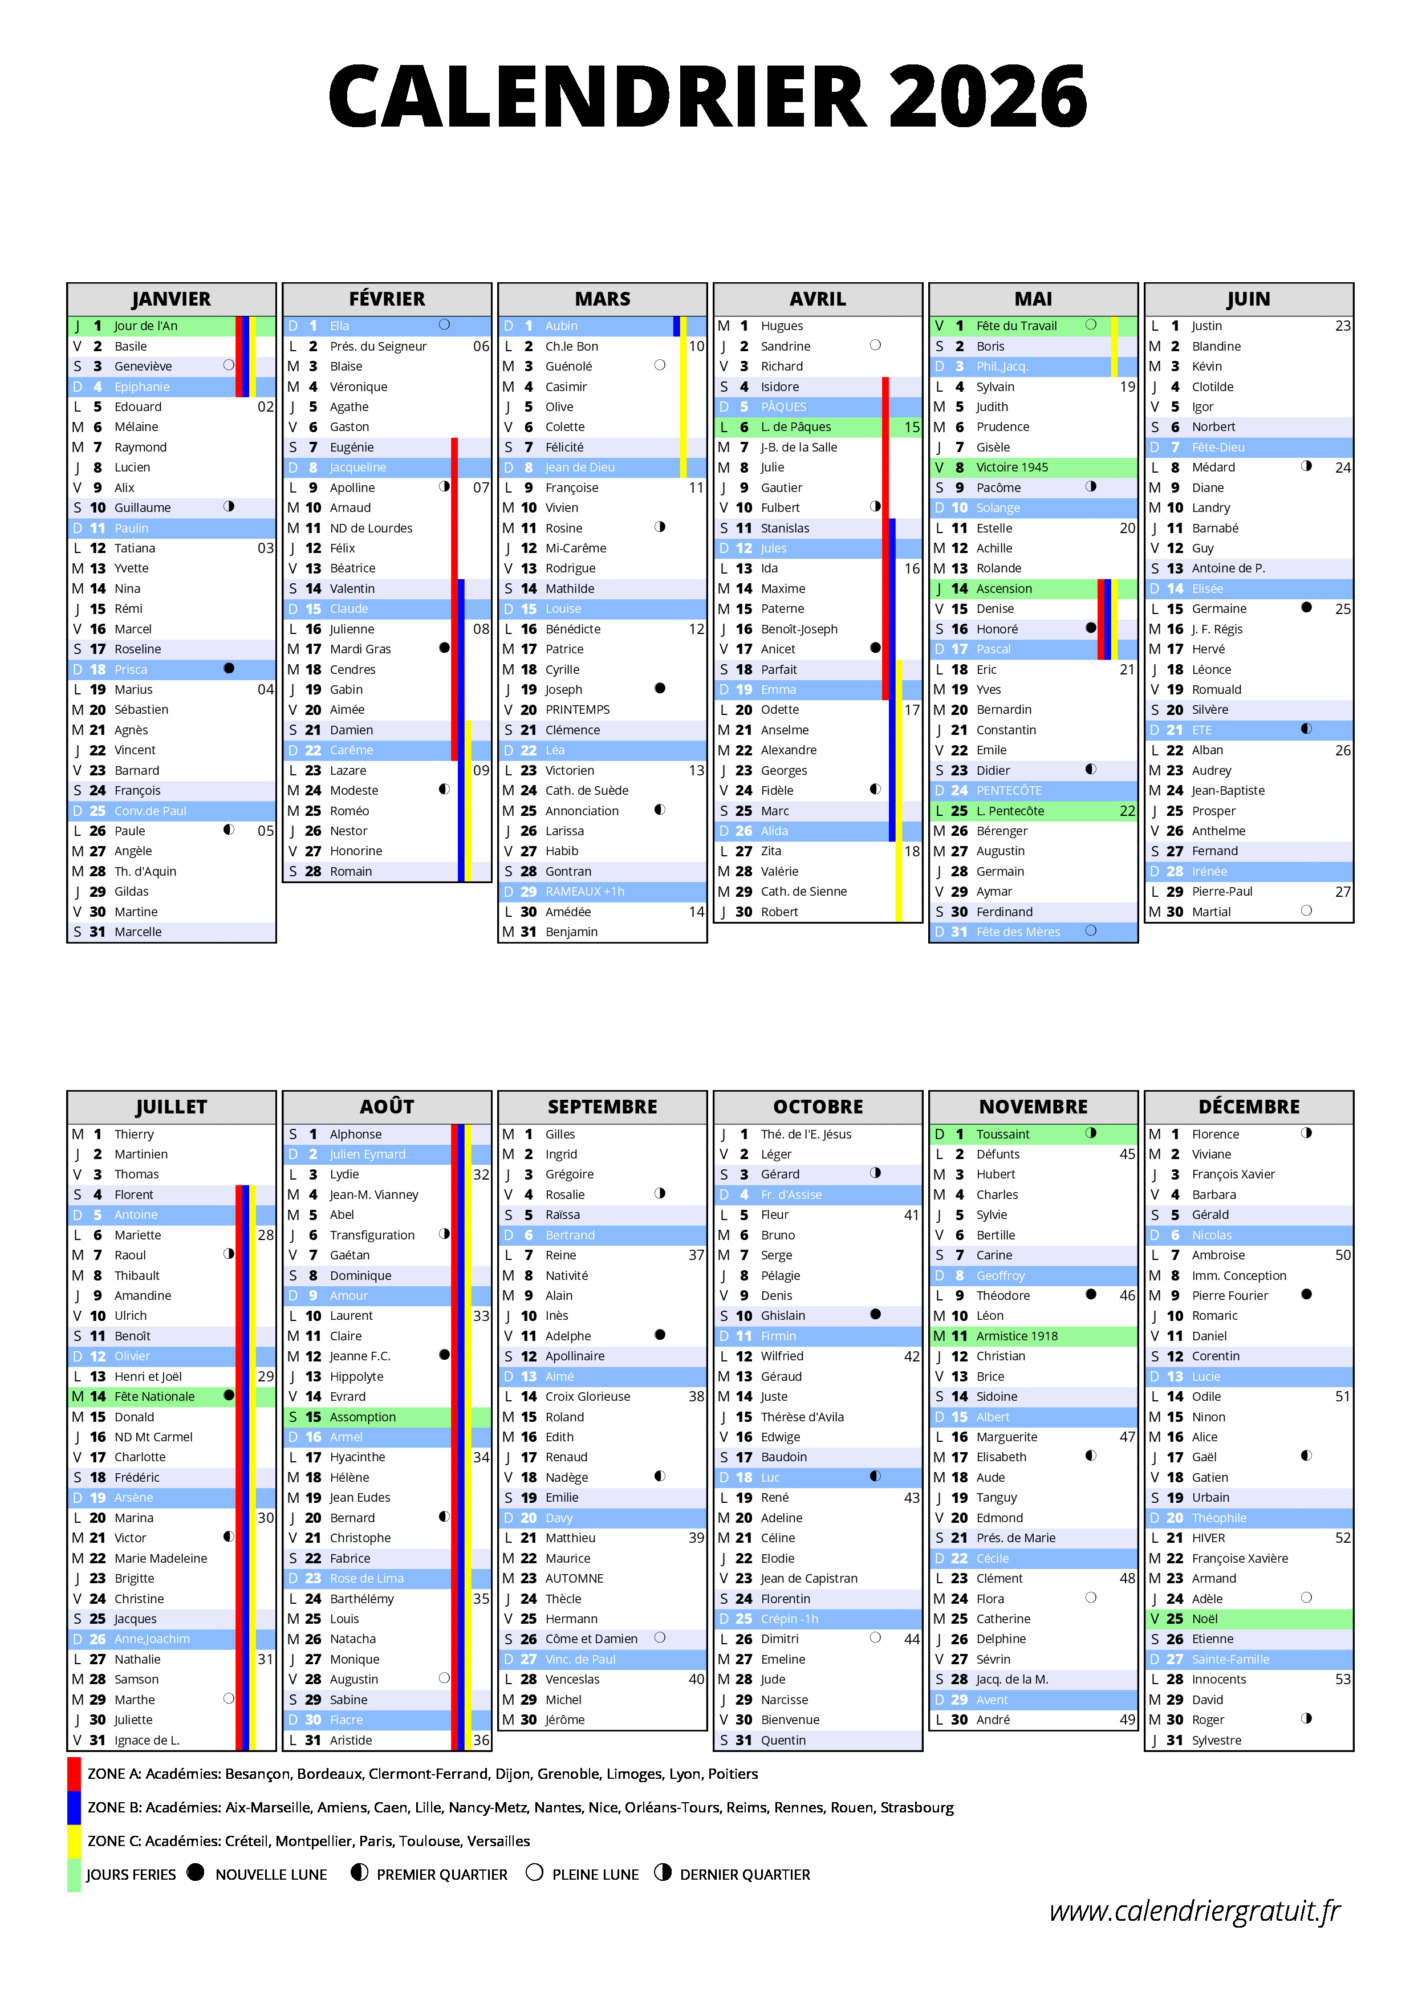 CALENDRIER 2026
JANVIER
J 1 Jour de l'An
V 2 Basile
S 3 Geneviève
D 4 Epiphanie
L 5 Edouard 02
M 6 Mélaine
M 7 Raymond
J 8 Lucien
V 9 Alix
S 10 Guillaume
D 11 Paulin
L 12 Tatiana 03
M 13 Yvette
M 14 Nina
J 15 Rémi
V 16 Marcel
S 17 Roseline
D 18 Prisca
L 19 Marius 04
M 20 Sébastien
M 21 Agnès
J 22 Vincent
V 23 Barnard
S 24 François
D 25 Conv.de Paul
L 26 Paule 05
M 27 Angèle
M 28 Th. d'Aquin
J 29 Gildas
V 30 Martine
S 31 Marcelle
FÉVRIER
D 1 Ella
L 2 Prés. du Seigneur 06
M 3 Blaise
M 4 Véronique
J 5 Agathe
V 6 Gaston
S 7 Eugénie
D 8 Jacqueline
L 9 Apolline 07
M 10 Arnaud
M 11 ND de Lourdes
J 12 Félix
V 13 Béatrice
S 14 Valentin
D 15 Claude
L 16 Julienne 08
M 17 Mardi Gras
M 18 Cendres
J 19 Gabin
V 20 Aimée
S 21 Damien
D 22 Carême
L 23 Lazare 09
M 24 Modeste
M 25 Roméo
J 26 Nestor
V 27 Honorine
S 28 Romain
MARS
D 1 Aubin
L 2 Ch.le Bon 10
M 3 Guénolé
M 4 Casimir
J 5 Olive
V 6 Colette
S 7 Félicité
D 8 Jean de Dieu
L 9 Françoise 11
M 10 Vivien
M 11 Rosine
J 12 Mi-Carême
V 13 Rodrigue
S 14 Mathilde
D 15 Louise
L 16 Bénédicte 12
M 17 Patrice
M 18 Cyrille
J 19 Joseph
V 20 PRINTEMPS
S 21 Clémence
D 22 Léa
L 23 Victorien 13
M 24 Cath. de Suède
M 25 Annonciation
J 26 Larissa
V 27 Habib
S 28 Gontran
D 29 RAMEAUX +1h
L 30 Amédée 14
M 31 Benjamin
AVRIL
M 1 Hugues
J 2 Sandrine
V 3 Richard
S 4 Isidore
D 5 PÂQUES
L 6 L. de Pâques 15
M 7 J-B. de la Salle
M 8 Julie
J 9 Gautier
V 10 Fulbert
S 11 Stanislas
D 12 Jules
L 13 Ida 16
M 14 Maxime
M 15 Paterne
J 16 Benoît-Joseph
V 17 Anicet
S 18 Parfait
D 19 Emma
L 20 Odette 17
M 21 Anselme
M 22 Alexandre
J 23 Georges
V 24 Fidèle
S 25 Marc
D 26 Alida
L 27 Zita 18
M 28 Valérie
M 29 Cath. de Sienne
J 30 Robert
MAI
V 1 Fête du Travail
S 2 Boris
D 3 Phil.,Jacq.
L 4 Sylvain 19
M 5 Judith
M 6 Prudence
J 7 Gisèle
V 8 Victoire 1945
S 9 Pacôme
D 10 Solange
L 11 Estelle 20
M 12 Achille
M 13 Rolande
J 14 Ascension
V 15 Denise
S 16 Honoré
D 17 Pascal
L 18 Eric 21
M 19 Yves
M 20 Bernardin
J 21 Constantin
V 22 Emile
S 23 Didier
D 24 PENTECÔTE
L 25 L. Pentecôte 22
M 26 Bérenger
M 27 Augustin
J 28 Germain
V 29 Aymar
S 30 Ferdinand
D 31 Fête des Mères
JUIN
L 1 Justin 23
M 2 Blandine
M 3 Kévin
J 4 Clotilde
V 5 Igor
S 6 Norbert
D 7 Fête-Dieu
L 8 Médard 24
M 9 Diane
M 10 Landry
J 11 Barnabé
V 12 Guy
S 13 Antoine de P.
D 14 Elisée
L 15 Germaine 25
M 16 J. F. Régis
M 17 Hervé
J 18 Léonce
V 19 Romuald
S 20 Silvère
D 21 ETE
L 22 Alban 26
M 23 Audrey
M 24 Jean-Baptiste
J 25 Prosper
V 26 Anthelme
S 27 Fernand
D 28 Irénée
L 29 Pierre-Paul 27
M 30 Martial
JUILLET
M 1 Thierry
J 2 Martinien
V 3 Thomas
S 4 Florent
D 5 Antoine
L 6 Mariette 28
M 7 Raoul
M 8 Thibault
J 9 Amandine
V 10 Ulrich
S 11 Benoît
D 12 Olivier
L 13 Henri et Joël 29
M 14 Fête Nationale
M 15 Donald
J 16 ND Mt Carmel
V 17 Charlotte
S 18 Frédéric
D 19 Arsène
L 20 Marina 30
M 21 Victor
M 22 Marie Madeleine
J 23 Brigitte
V 24 Christine
S 25 Jacques
D 26 Anne,Joachim
L 27 Nathalie 31
M 28 Samson
M 29 Marthe
J 30 Juliette
V 31 Ignace de L.
AOÛT
S 1 Alphonse
D 2 Julien Eymard
L 3 Lydie 32
M 4 Jean-M. Vianney
M 5 Abel
J 6 Transfiguration
V 7 Gaétan
S 8 Dominique
D 9 Amour
L 10 Laurent 33
M 11 Claire
M 12 Jeanne F.C.
J 13 Hippolyte
V 14 Evrard
S 15 Assomption
D 16 Armel
L 17 Hyacinthe 34
M 18 Hélène
M 19 Jean Eudes
J 20 Bernard
V 21 Christophe
S 22 Fabrice
D 23 Rose de Lima
L 24 Barthélémy 35
M 25 Louis
M 26 Natacha
J 27 Monique
V 28 Augustin
S 29 Sabine
D 30 Fiacre
L 31 Aristide 36
SEPTEMBRE
M 1 Gilles
M 2 Ingrid
J 3 Grégoire
V 4 Rosalie
S 5 Raïssa
D 6 Bertrand
L 7 Reine 37
M 8 Nativité
M 9 Alain
J 10 Inès
V 11 Adelphe
S 12 Apollinaire
D 13 Aimé
L 14 Croix Glorieuse 38
M 15 Roland
M 16 Edith
J 17 Renaud
V 18 Nadège
S 19 Emilie
D 20 Davy
L 21 Matthieu 39
M 22 Maurice
M 23 AUTOMNE
J 24 Thècle
V 25 Hermann
S 26 Côme et Damien
D 27 Vinc. de Paul
L 28 Venceslas 40
M 29 Michel
M 30 Jérôme
OCTOBRE
J 1 Thé. de l'E. Jésus
V 2 Léger
S 3 Gérard
D 4 Fr. d'Assise
L 5 Fleur 41
M 6 Bruno
M 7 Serge
J 8 Pélagie
V 9 Denis
S 10 Ghislain
D 11 Firmin
L 12 Wilfried 42
M 13 Géraud
M 14 Juste
J 15 Thérèse d'Avila
V 16 Edwige
S 17 Baudoin
D 18 Luc
L 19 René 43
M 20 Adeline
M 21 Céline
J 22 Elodie
V 23 Jean de Capistran
S 24 Florentin
D 25 Crépin -1h
L 26 Dimitri 44
M 27 Emeline
M 28 Jude
J 29 Narcisse
V 30 Bienvenue
S 31 Quentin
NOVEMBRE
D 1 Toussaint
L 2 Défunts 45
M 3 Hubert
M 4 Charles
J 5 Sylvie
V 6 Bertille
S 7 Carine
D 8 Geoffroy
L 9 Théodore 46
M 10 Léon
M 11 Armistice 1918
J 12 Christian
V 13 Brice
S 14 Sidoine
D 15 Albert
L 16 Marguerite 47
M 17 Elisabeth
M 18 Aude
J 19 Tanguy
V 20 Edmond
S 21 Prés. de Marie
D 22 Cécile
L 23 Clément 48
M 24 Flora
M 25 Catherine
J 26 Delphine
V 27 Sévrin
S 28 Jacq. de la M.
D 29 Avent
L 30 André 49
DÉCEMBRE
M 1 Florence
M 2 Viviane
J 3 François Xavier
V 4 Barbara
S 5 Gérald
D 6 Nicolas
L 7 Ambroise 50
M 8 Imm. Conception
M 9 Pierre Fourier
J 10 Romaric
V 11 Daniel
S 12 Corentin
D 13 Lucie
L 14 Odile 51
M 15 Ninon
M 16 Alice
J 17 Gaël
V 18 Gatien
S 19 Urbain
D 20 Théophile
L 21 HIVER 52
M 22 Françoise Xavière
M 23 Armand
J 24 Adèle
V 25 Noël
S 26 Etienne
D 27 Sainte-Famille
L 28 Innocents 53
M 29 David
M 30 Roger
J 31 Sylvestre
ZONE A: Académies: Besançon, Bordeaux, Clermont-Ferrand, Dijon, Grenoble, Limoges, Lyon, Poitiers
ZONE B: Académies: Aix-Marseille, Amiens, Caen, Lille, Nancy-Metz, Nantes, Nice, Orléans-Tours, Reims, Rennes, Rouen, Strasbourg
ZONE C: Académies: Créteil, Montpellier, Paris, Toulouse, Versailles
JOURS FERIES NOUVELLE LUNE PREMIER QUARTIER PLEINE LUNE DERNIER QUARTIER
www.calendriergratuit.fr